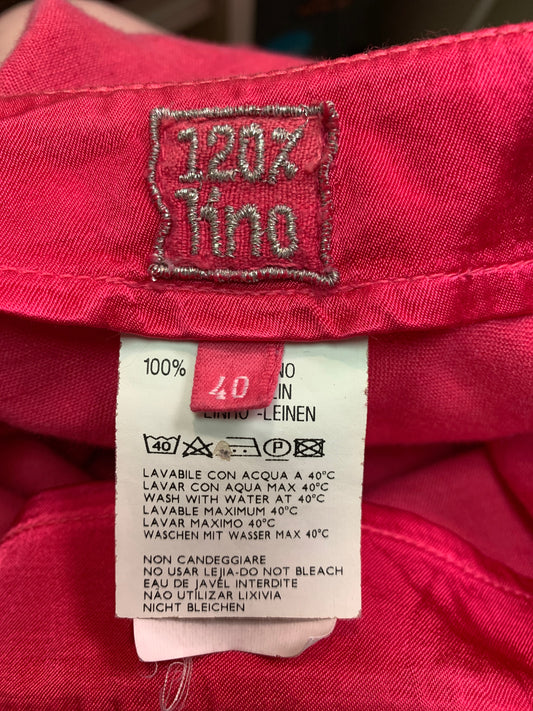 120%
lino
100%
40
NO
IN
LINHO -LEINEN
40 P
LAVABILE CON ACQUA A 40°C
LAVAR CON AQUA MAX 40°C
WASH WITH WATER AT 40°C
LAVABLE MAXIMUM 40°C
LAVAR MAXIMO 40°C
WASCHEN MIT WASSER MAX 40°C
NON CANDEGGIARE
NO USAR LEJIA-DO NOT BLEACH
EAU DE JAVEL INTERDITE
NÃO UTILIZAR LIXIVIA
NICHT BLEICHEN